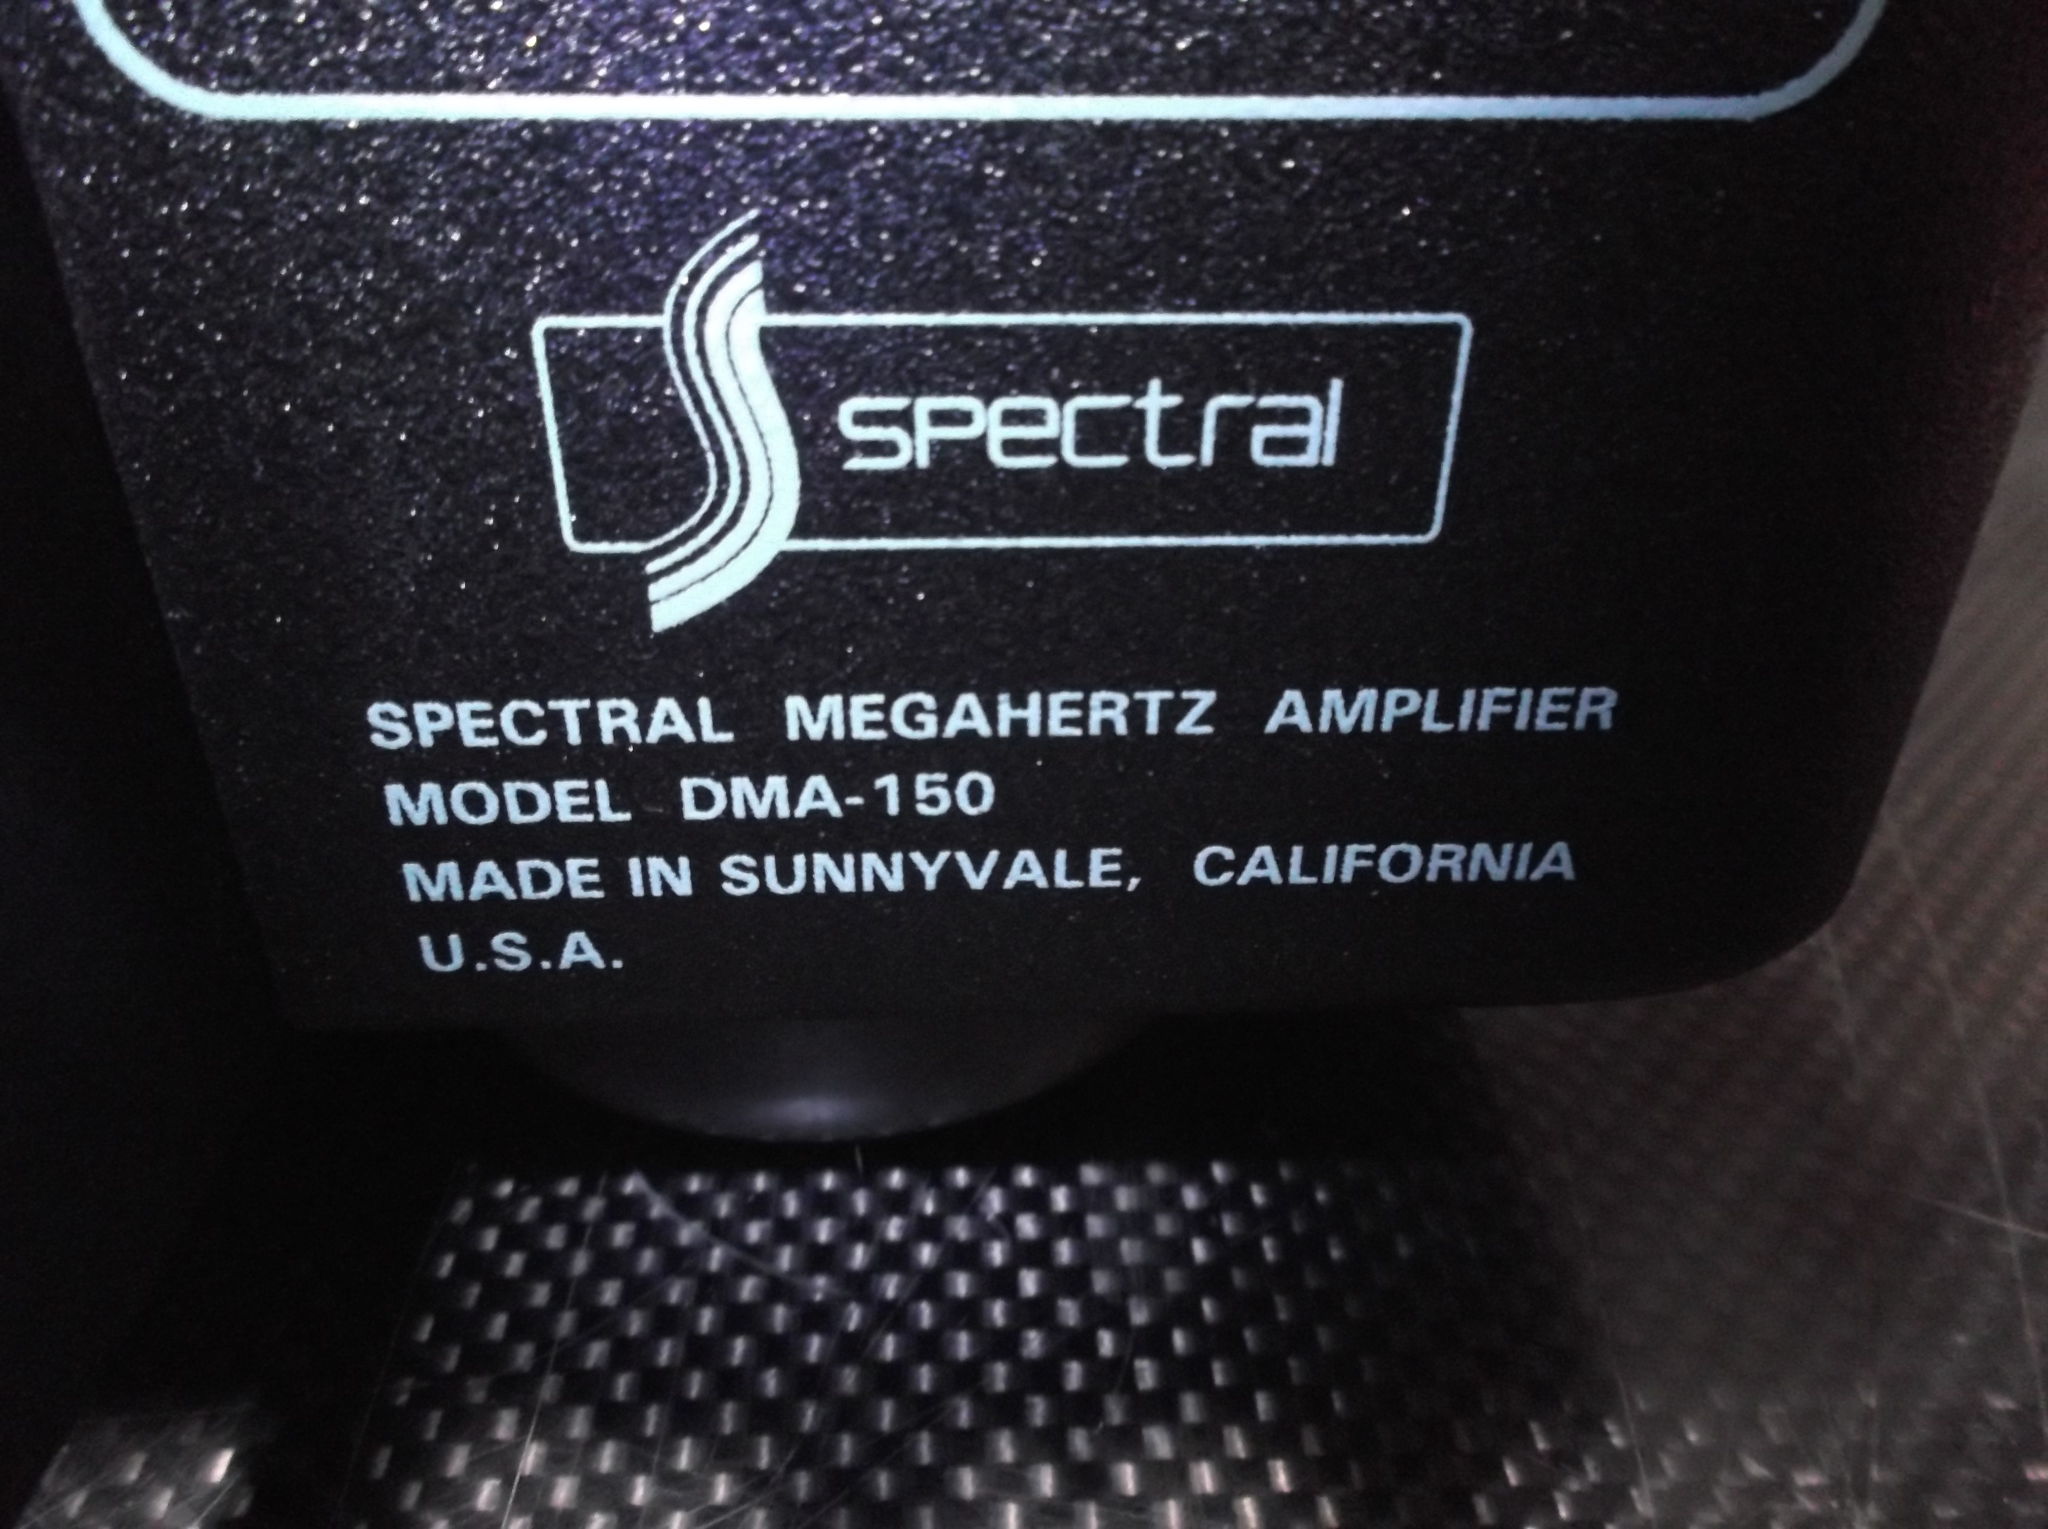 spectral
SPECTRAL MEGAHERTZ AMPLIFIER
MODEL DMA-150
MADE IN SUNNYVALE, CALIFORNIA
U.S.A.